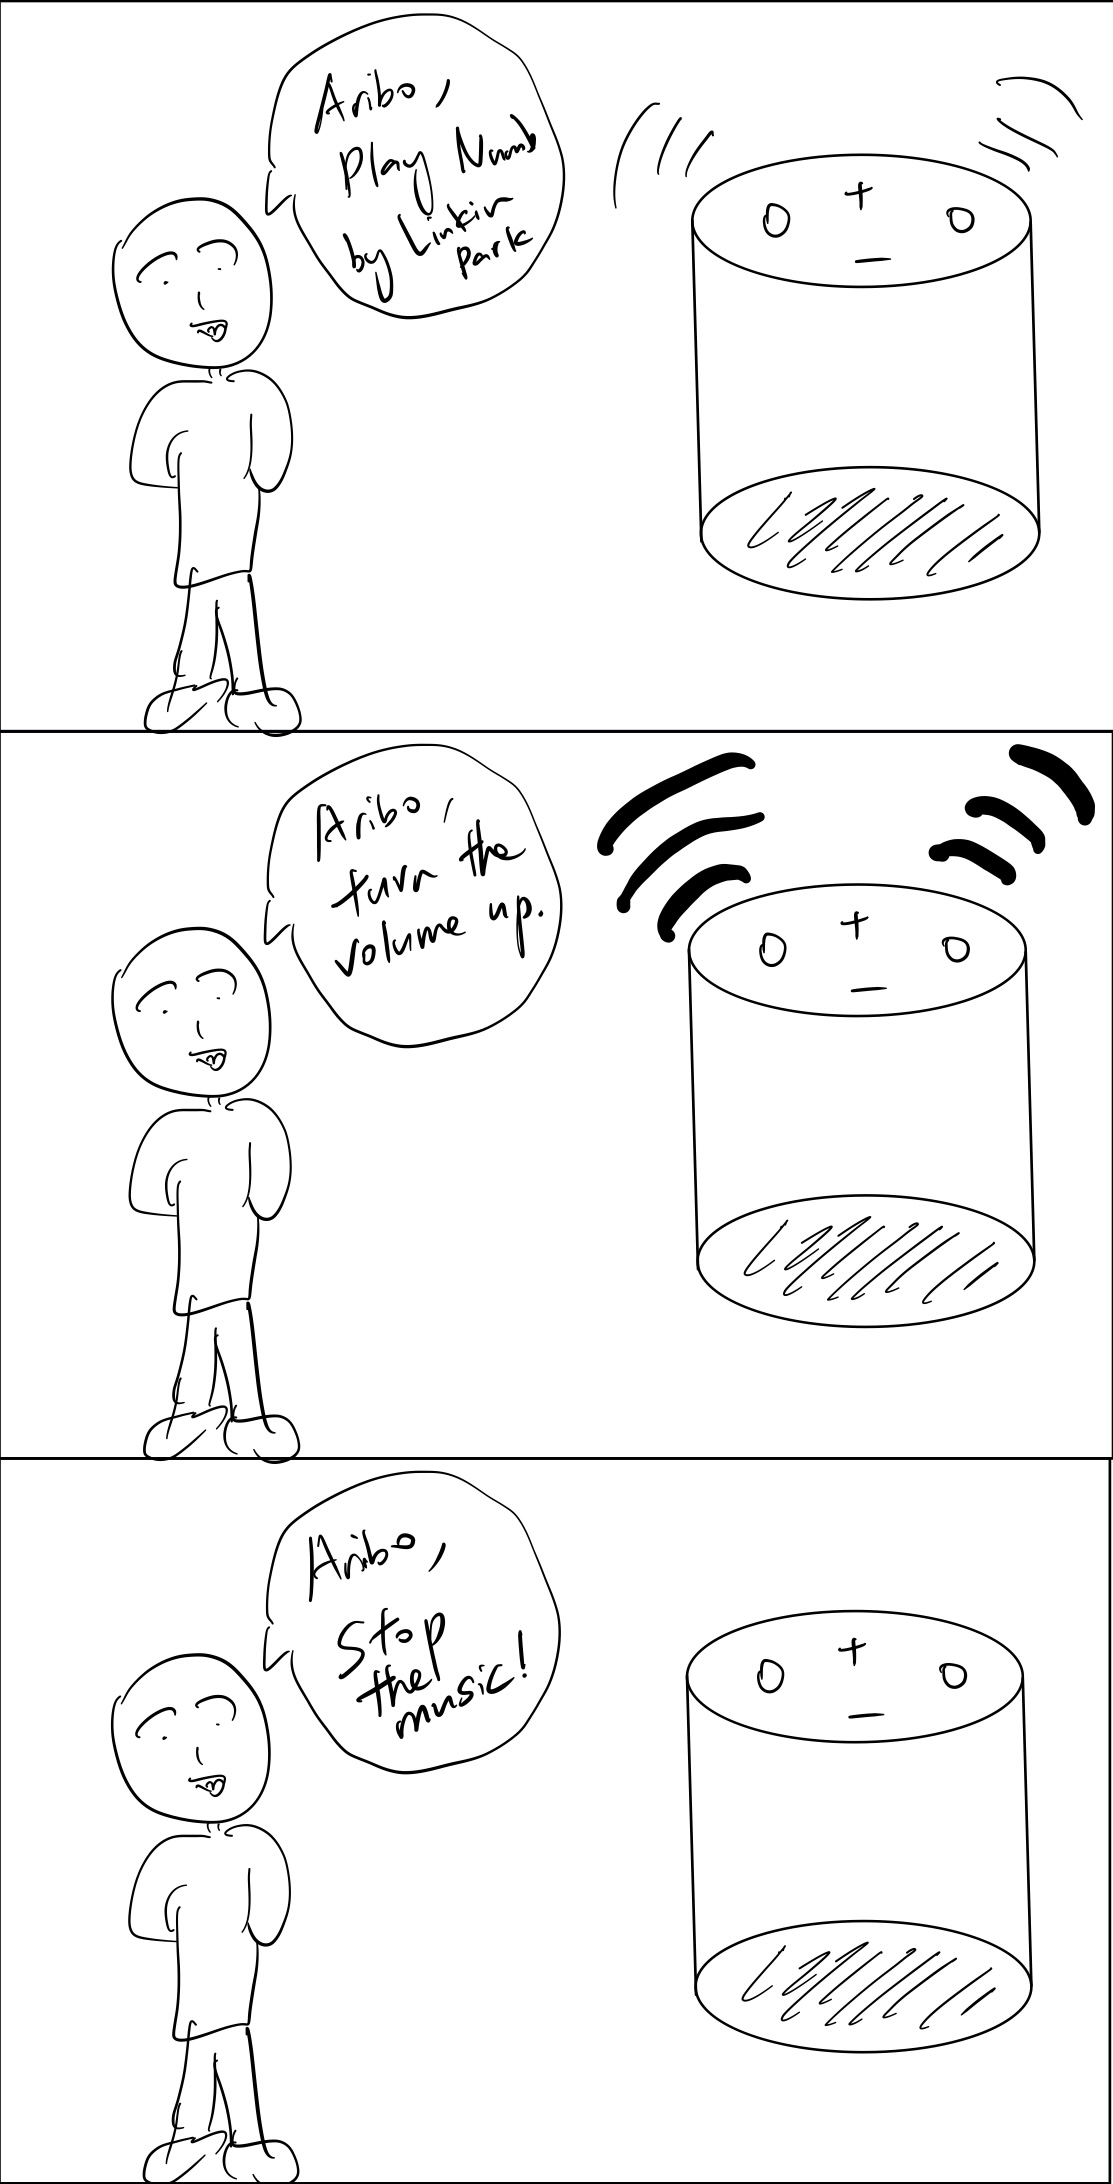 Aribo,
Play Numb
by Linkin
Park
+
-
Aribo,
turn the
volume up.
+
-
Aribo,
Stop
the
music!
+
-